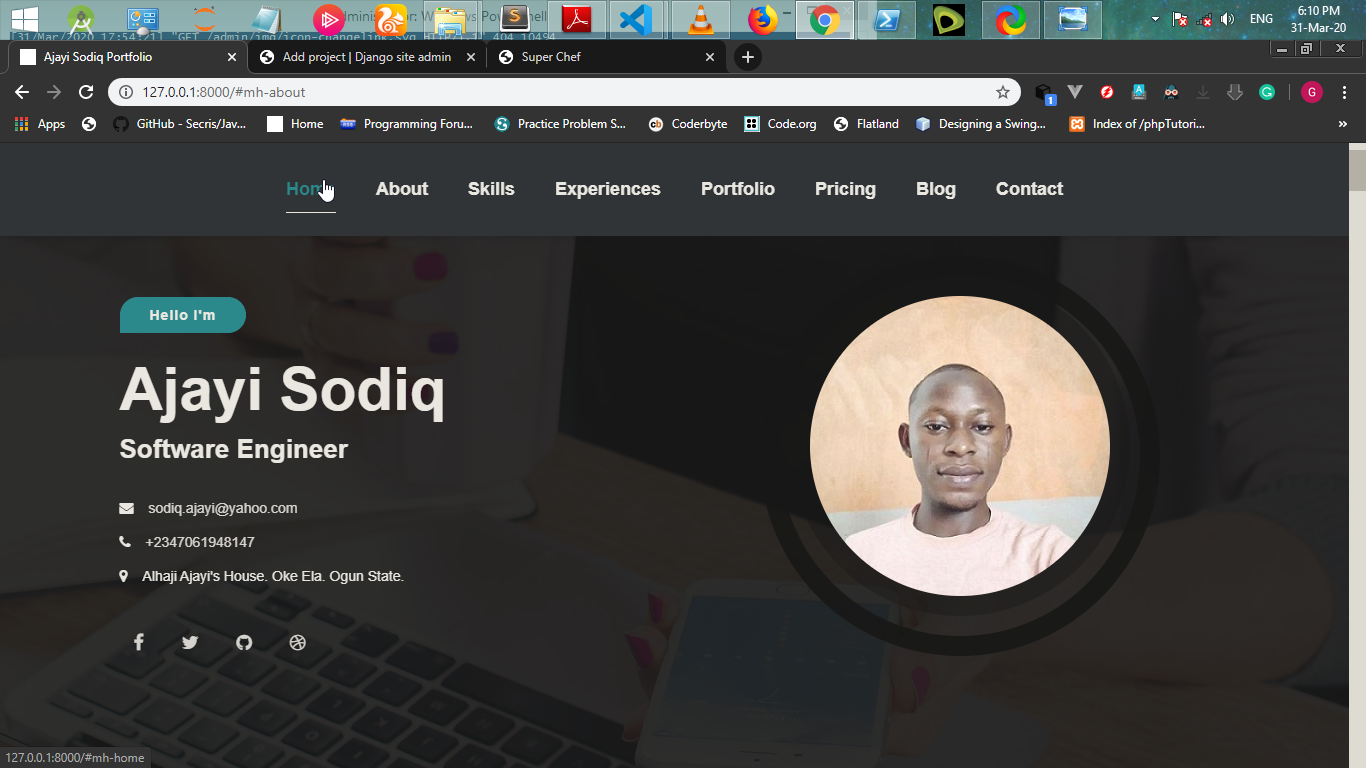 Administrator: Windows PowerShell
6:10 PM
ENG
31-Mar-20
[31/Mar/2020 17:54:21] "GET /admin/img/icon-changelink.svg HTTP/1.1" 404 10494
Ajayi Sodiq Portfolio
Add project | Django site admin
Super Chef
127.0.0.1:8000/#mh-about
1
G
Apps
GitHub - Secris/Jav...
Home
Programming Foru...
Practice Problem S...
Coderbyte
Code.org
Flatland
Designing a Swing...
Index of /phpTutori...
»
Home
About
Skills
Experiences
Portfolio
Pricing
Blog
Contact
Hello I'm
Ajayi Sodiq
Software Engineer
sodiq.ajayi@yahoo.com
+2347061948147
Alhaji Ajayi's House. Oke Ela. Ogun State.
127.0.0.1:8000/#mh-home